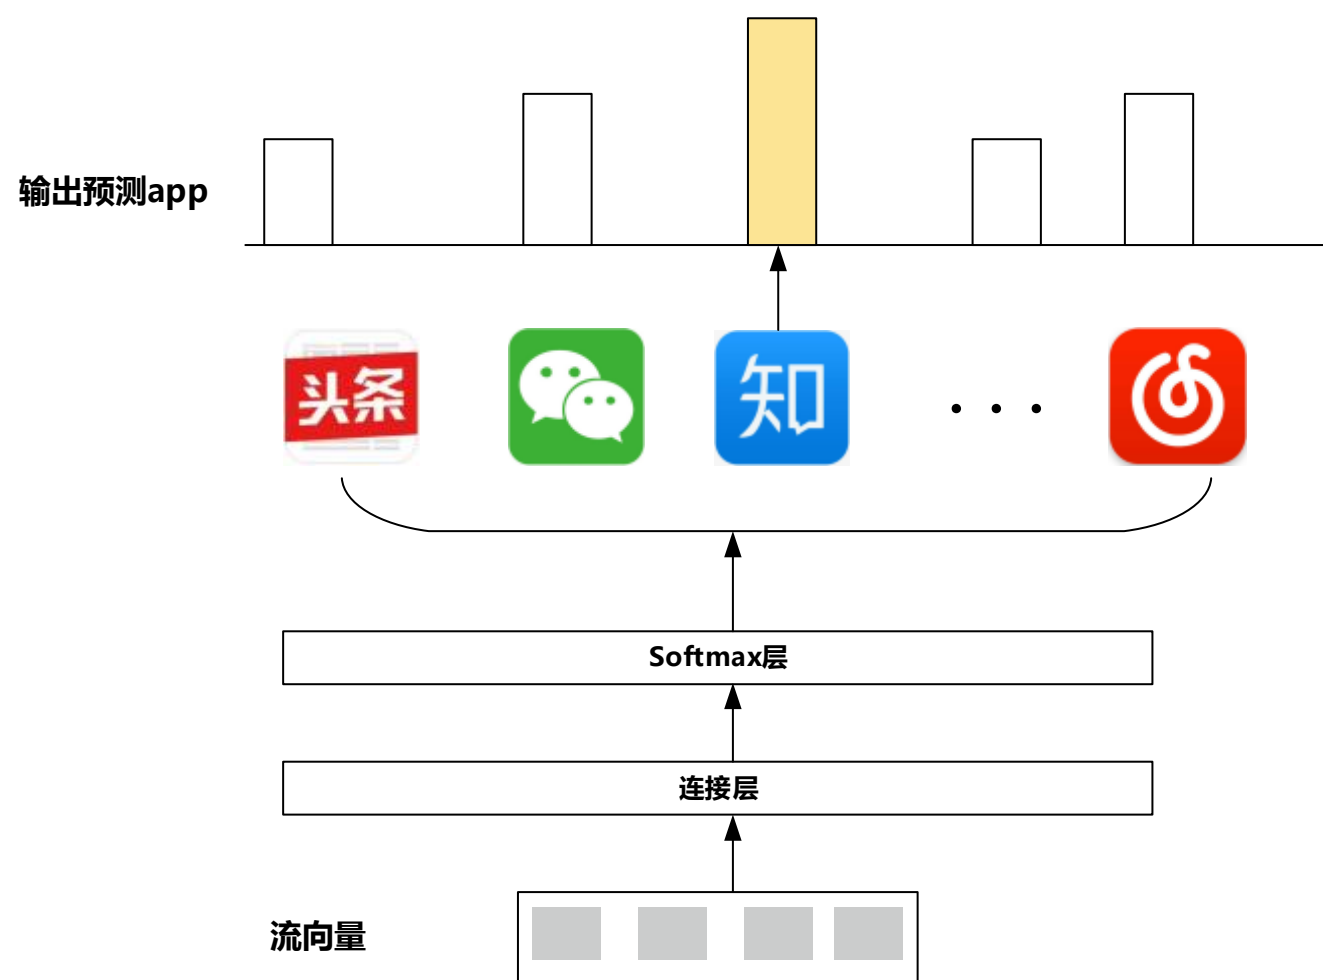 输出预测app
头条
知
. . .
Softmax层
连接层
流向量